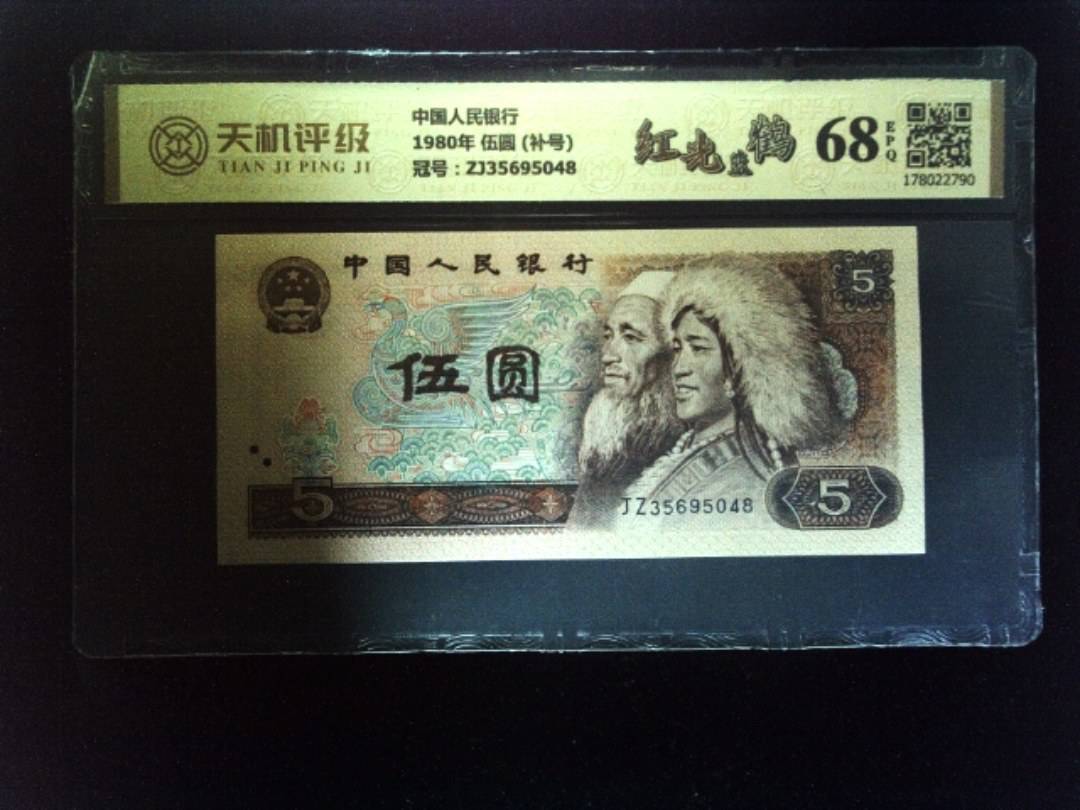 天机评级
TIAN JI PING JI
中国人民银行
1980年 伍圆 (补号)
冠号：ZJ35695048
红光蓝鹤
68
EPQ
178022790
中国人民银行
5
伍圆
5
JZ35695048
5